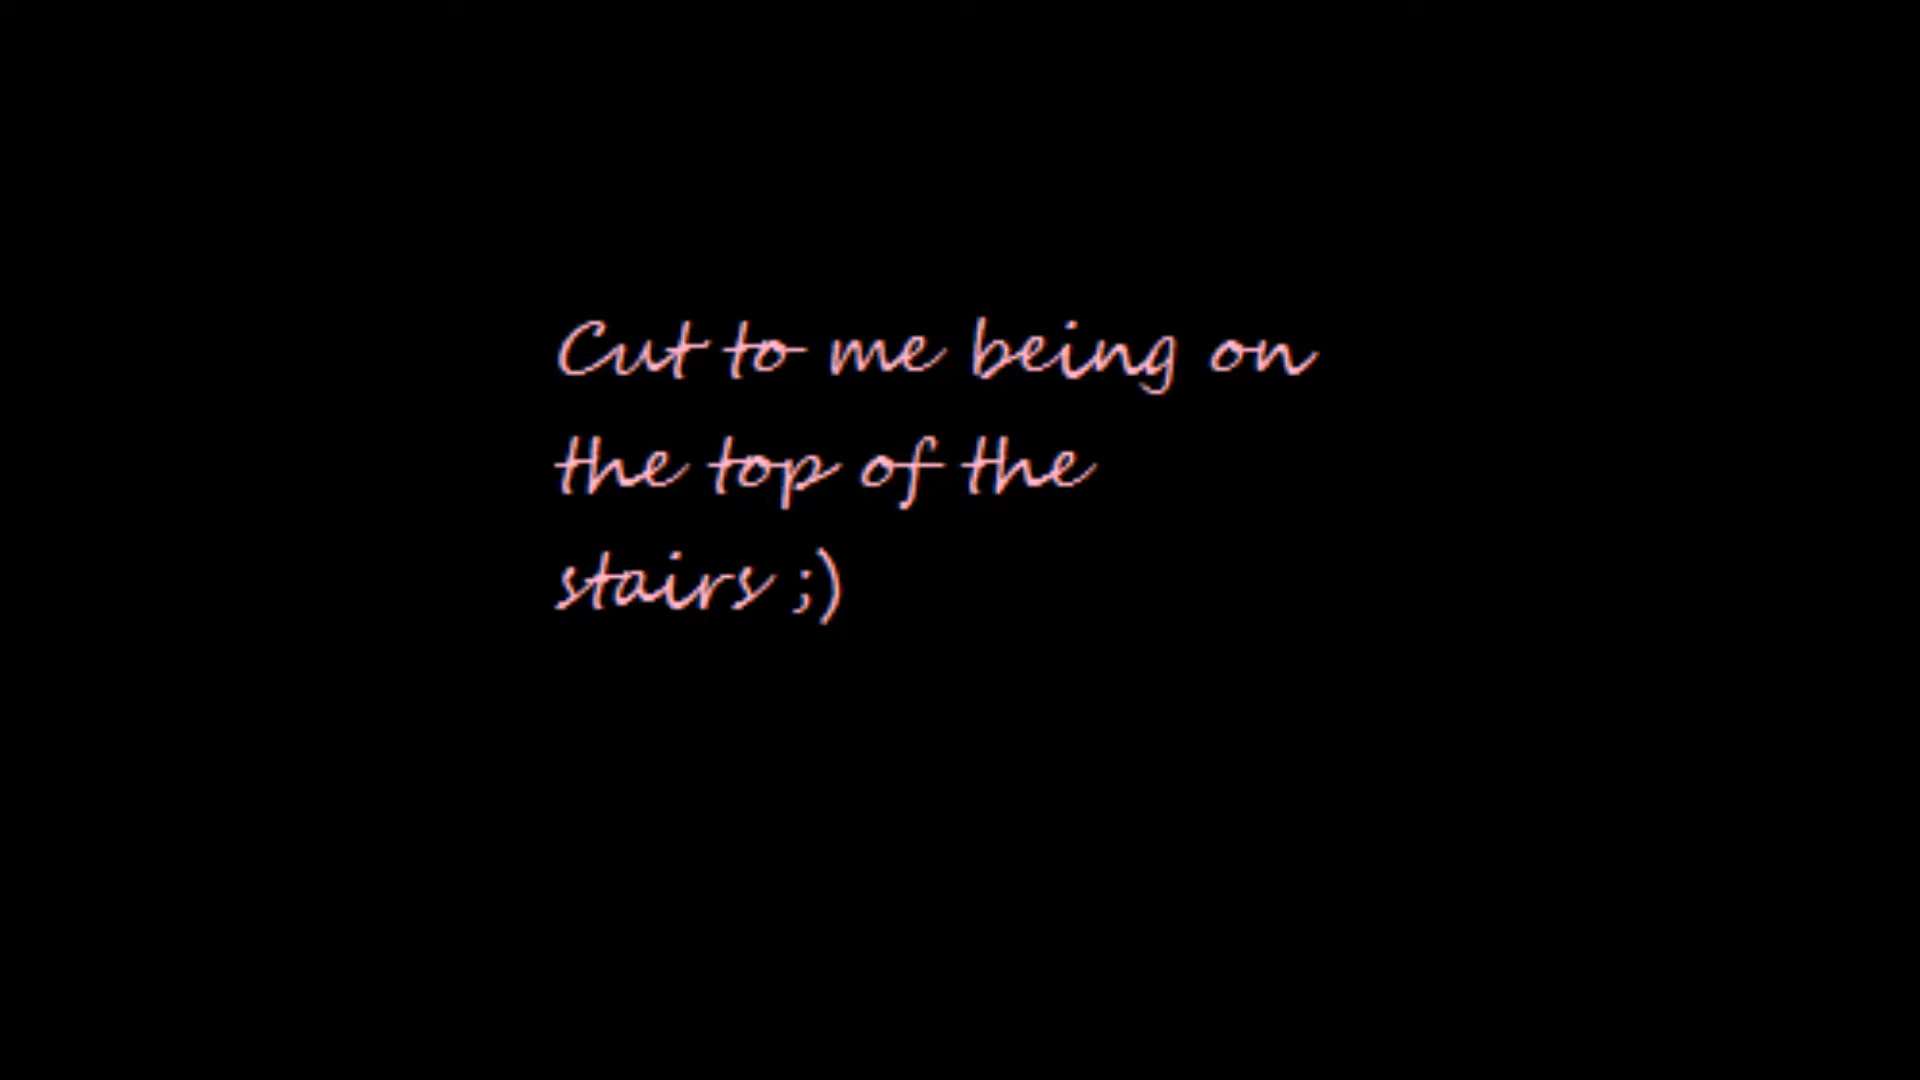 Cut to me being on
the top of the
stairs ;)